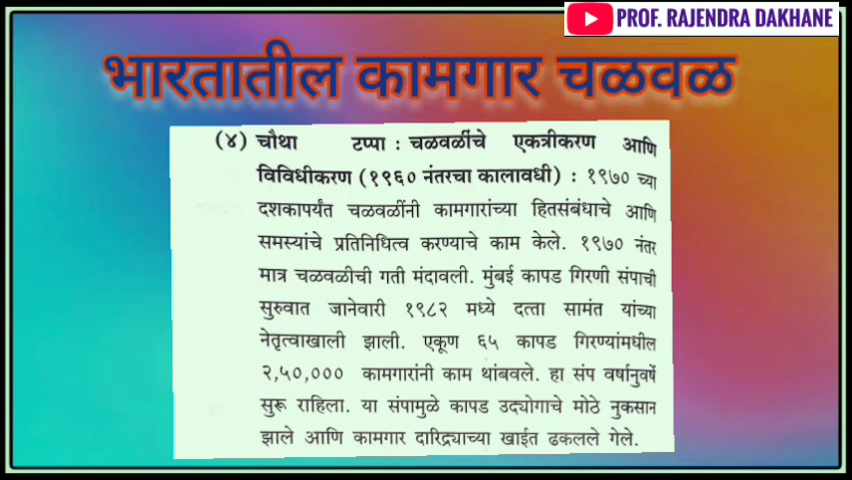 PROF. RAJENDRA DAKHANE
भारतातील कामगार चळवळ
(४) चौथा टप्पा : चळवळींचे एकत्रीकरण आणि
विविधीकरण (१९६० नंतरचा कालावधी) : १९७० च्या
दशकापर्यंत चळवळींनी कामगारांच्या हितसंबंधाचे आणि
समस्यांचे प्रतिनिधित्व करण्याचे काम केले. १९७० नंतर
मात्र चळवळीची गती मंदावली. मुंबई कापड गिरणी संपाची
सुरुवात जानेवारी १९८२ मध्ये दत्ता सामंत यांच्या
नेतृत्वाखाली झाली. एकूण ६५ कापड गिरण्यांमधील
२,५०,००० कामगारांनी काम थांबवले. हा संप वर्षानुवर्षे
सुरू राहिला. या संपामुळे कापड उद्योगाचे मोठे नुकसान
झाले आणि कामगार दारिद्र्याच्या खाईत ढकलले गेले.